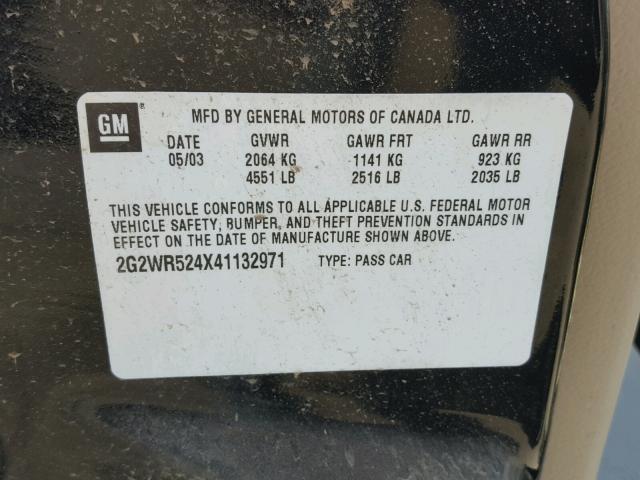 GM ®
MFD BY GENERAL MOTORS OF CANADA LTD.
DATE GVWR GAWR FRT GAWR RR
05/03 2064 KG 1141 KG 923 KG
4551 LB 2516 LB 2035 LB
THIS VEHICLE CONFORMS TO ALL APPLICABLE U.S. FEDERAL MOTOR
VEHICLE SAFETY, BUMPER, AND THEFT PREVENTION STANDARDS IN
EFFECT ON THE DATE OF MANUFACTURE SHOWN ABOVE.
2G2WR524X41132971 TYPE: PASS CAR